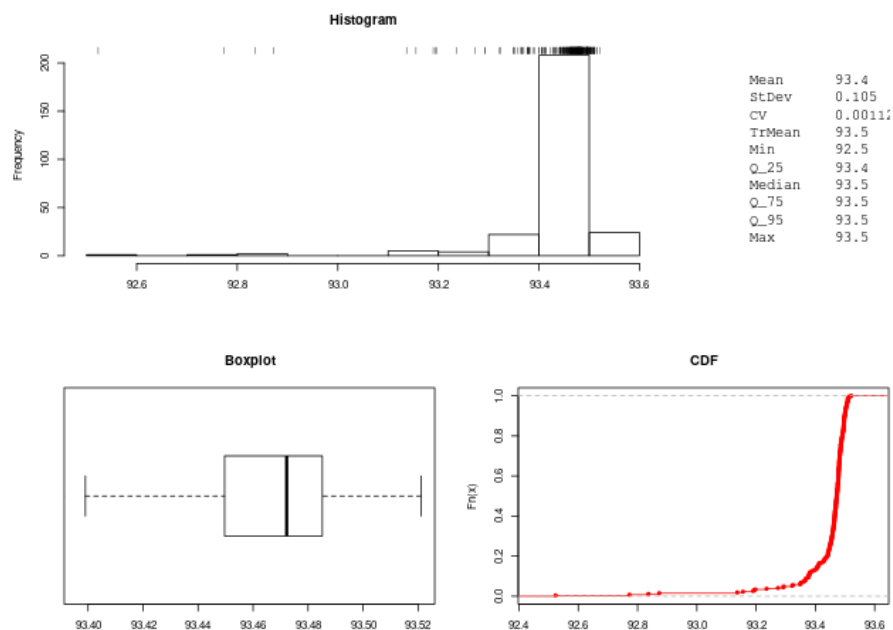 Histogram
Frequency
200
150
100
50
0
92.6 92.8 93.0 93.2 93.4 93.6
Mean 93.4
StDev 0.105
CV 0.00112
TrMean 93.5
Min 92.5
Q_25 93.4
Median 93.5
Q_75 93.5
Q_95 93.5
Max 93.5
Boxplot
93.40 93.42 93.44 93.46 93.48 93.50 93.52
CDF
Fn(x)
1.0
0.8
0.6
0.4
0.2
0.0
92.4 92.6 92.8 93.0 93.2 93.4 93.6